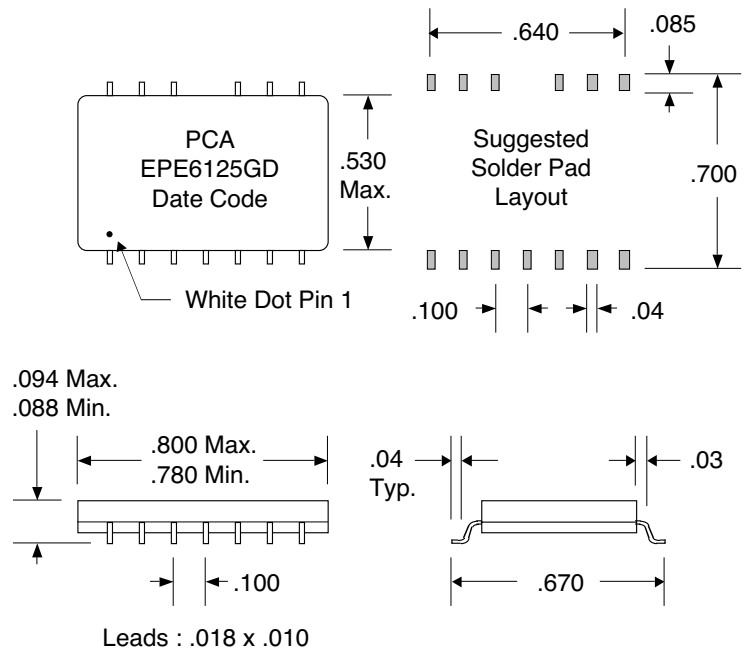 .640
.085
PCA
EPE6125GD
Date Code
.530
Max.
Suggested
Solder Pad
Layout
.700
White Dot Pin 1
.100
.04
.094 Max.
.088 Min.
.800 Max.
.780 Min.
.04
Typ.
.03
.100
.670
Leads : .018 x .010